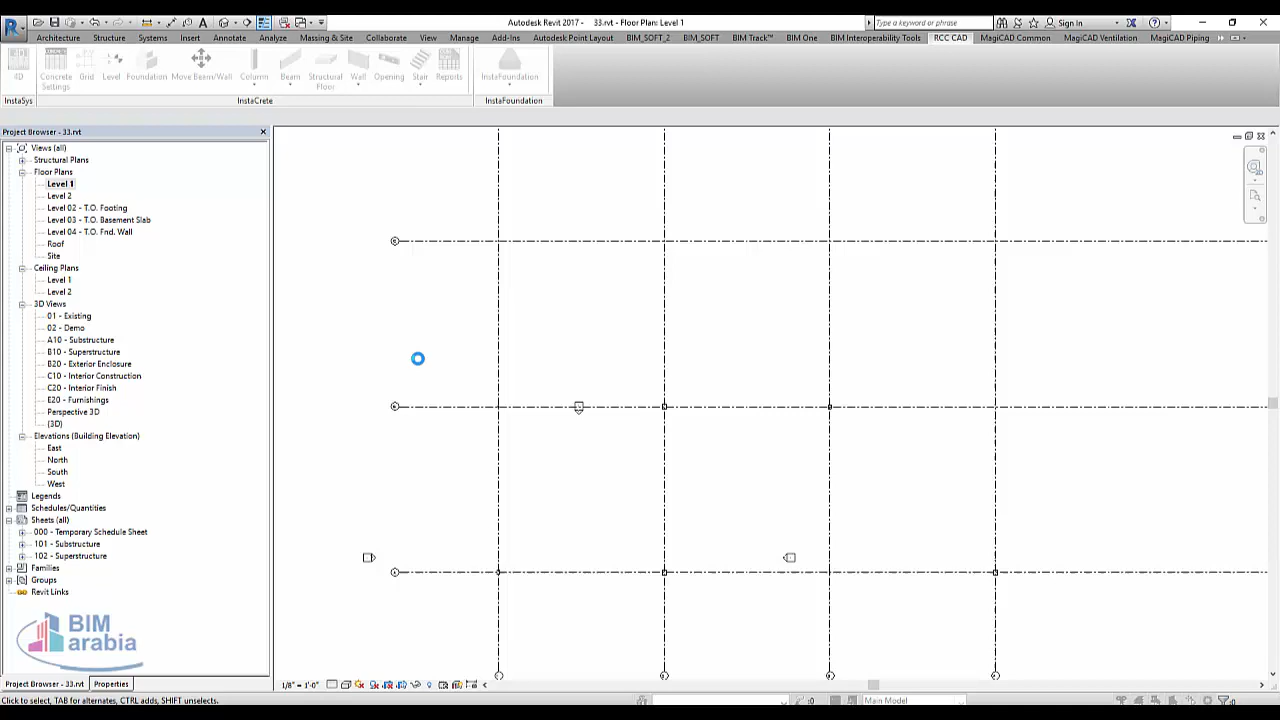 Autodesk Revit 2017 - 33.rvt - Floor Plan: Level 1
Type a keyword or phrase
Sign In
Architecture Structure Systems Insert Annotate Analyze Massing & Site Collaborate View Manage Add-Ins Autodesk Point Layout BIM_SOFT_2 BIM_SOFT BIM Track™ BIM One BIM Interoperability Tools RCC CAD MagiCAD Common MagiCAD Ventilation MagiCAD Piping
4D
Concrete Settings
Grid
Level
Foundation
Move Beam/Wall
Column
Beam
Structural Floor
Wall
Opening
Stair
Reports
InstaFoundation
InstaSys
InstaCrete
InstaFoundation
Project Browser - 33.rvt
Views (all)
Structural Plans
Floor Plans
Level 1
Level 2
Level 02 - T.O. Footing
Level 03 - T.O. Basement Slab
Level 04 - T.O. Fnd. Wall
Roof
Site
Ceiling Plans
Level 1
Level 2
3D Views
01 - Existing
02 - Demo
A10 - Substructure
B10 - Superstructure
B20 - Exterior Enclosure
C10 - Interior Construction
C20 - Interior Finish
E20 - Furnishings
Perspective 3D
{3D}
Elevations (Building Elevation)
East
North
South
West
Legends
Schedules/Quantities
Sheets (all)
000 - Temporary Schedule Sheet
101 - Substructure
102 - Superstructure
Families
Groups
Revit Links
BIM
arabia
Project Browser - 33.rvt
Properties
1/8" = 1'-0"
Click to select, TAB for alternates, CTRL adds, SHIFT unselects.
:0
Main Model
:0